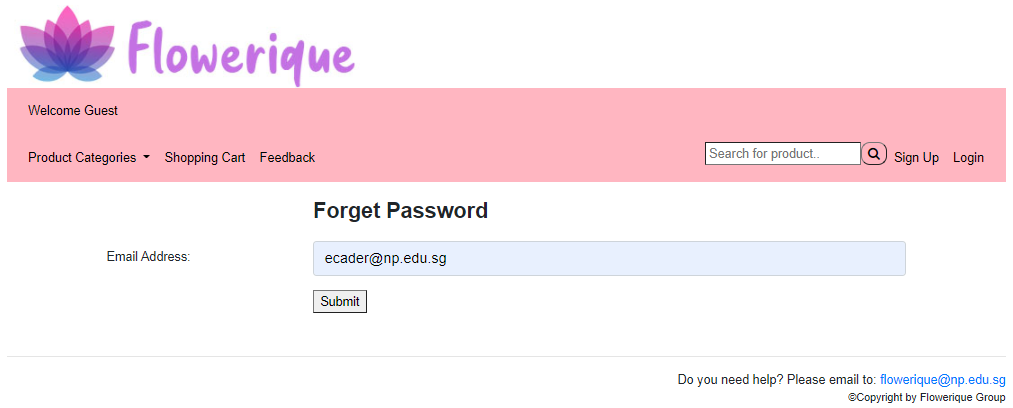 Flowerique
Welcome Guest
Product Categories Shopping Cart Feedback Search for product.. Sign Up Login
Forget Password
Email Address: ecader@np.edu.sg
Submit
Do you need help? Please email to: flowerique@np.edu.sg
©Copyright by Flowerique Group